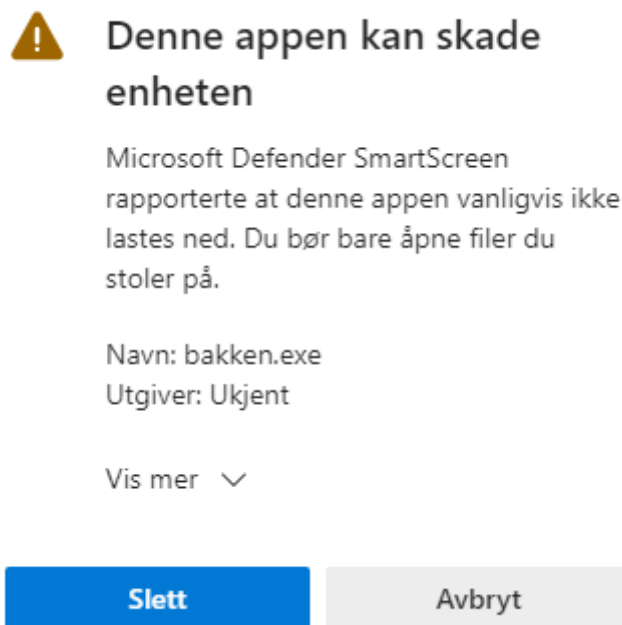 Denne appen kan skade
enheten
Microsoft Defender SmartScreen
rapporterte at denne appen vanligvis ikke
lastes ned. Du bør bare åpne filer du
stoler på.
Navn: bakken.exe
Utgiver: Ukjent
Vis mer
Slett
Avbryt